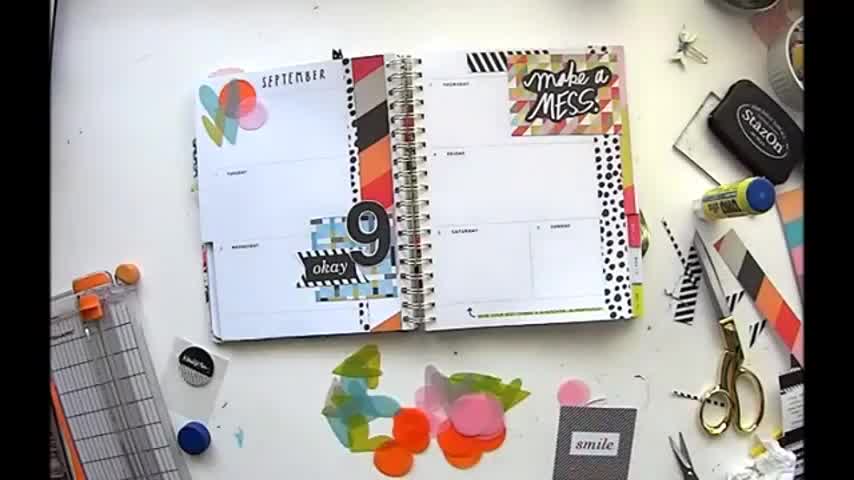 SEPTEMBER
TUESDAY
WEDNESDAY
9
okay
THURSDAY
make a
MESS.
FRIDAY
SATURDAY
SUNDAY
StazOn
smile